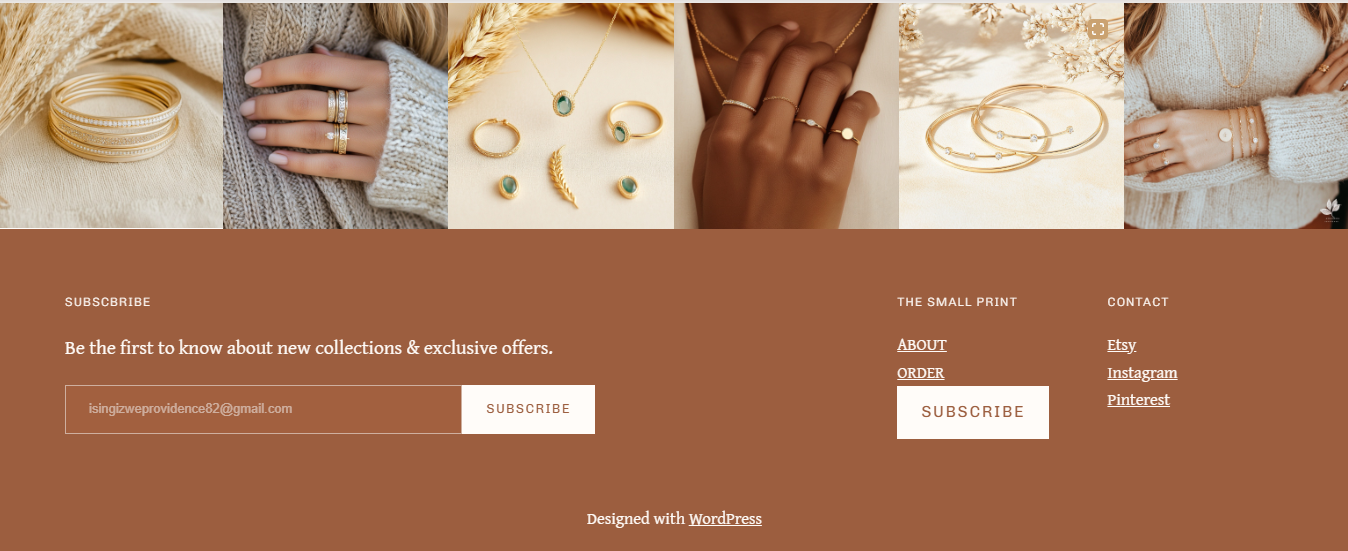 SUBSCBRIBE
Be the first to know about new collections & exclusive offers.
isingizweprovidence82@gmail.com
SUBSCRIBE
THE SMALL PRINT
ABOUT
ORDER
SUBSCRIBE
CONTACT
Etsy
Instagram
Pinterest
Designed with WordPress